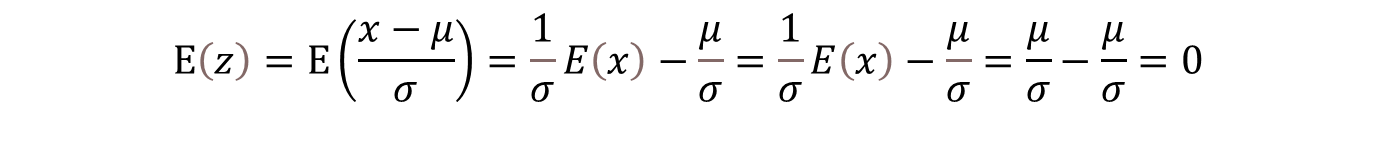 E(z) = E((x − μ)/σ) = (1/σ)E(x) − μ/σ = (1/σ)E(x) − μ/σ = μ/σ − μ/σ = 0